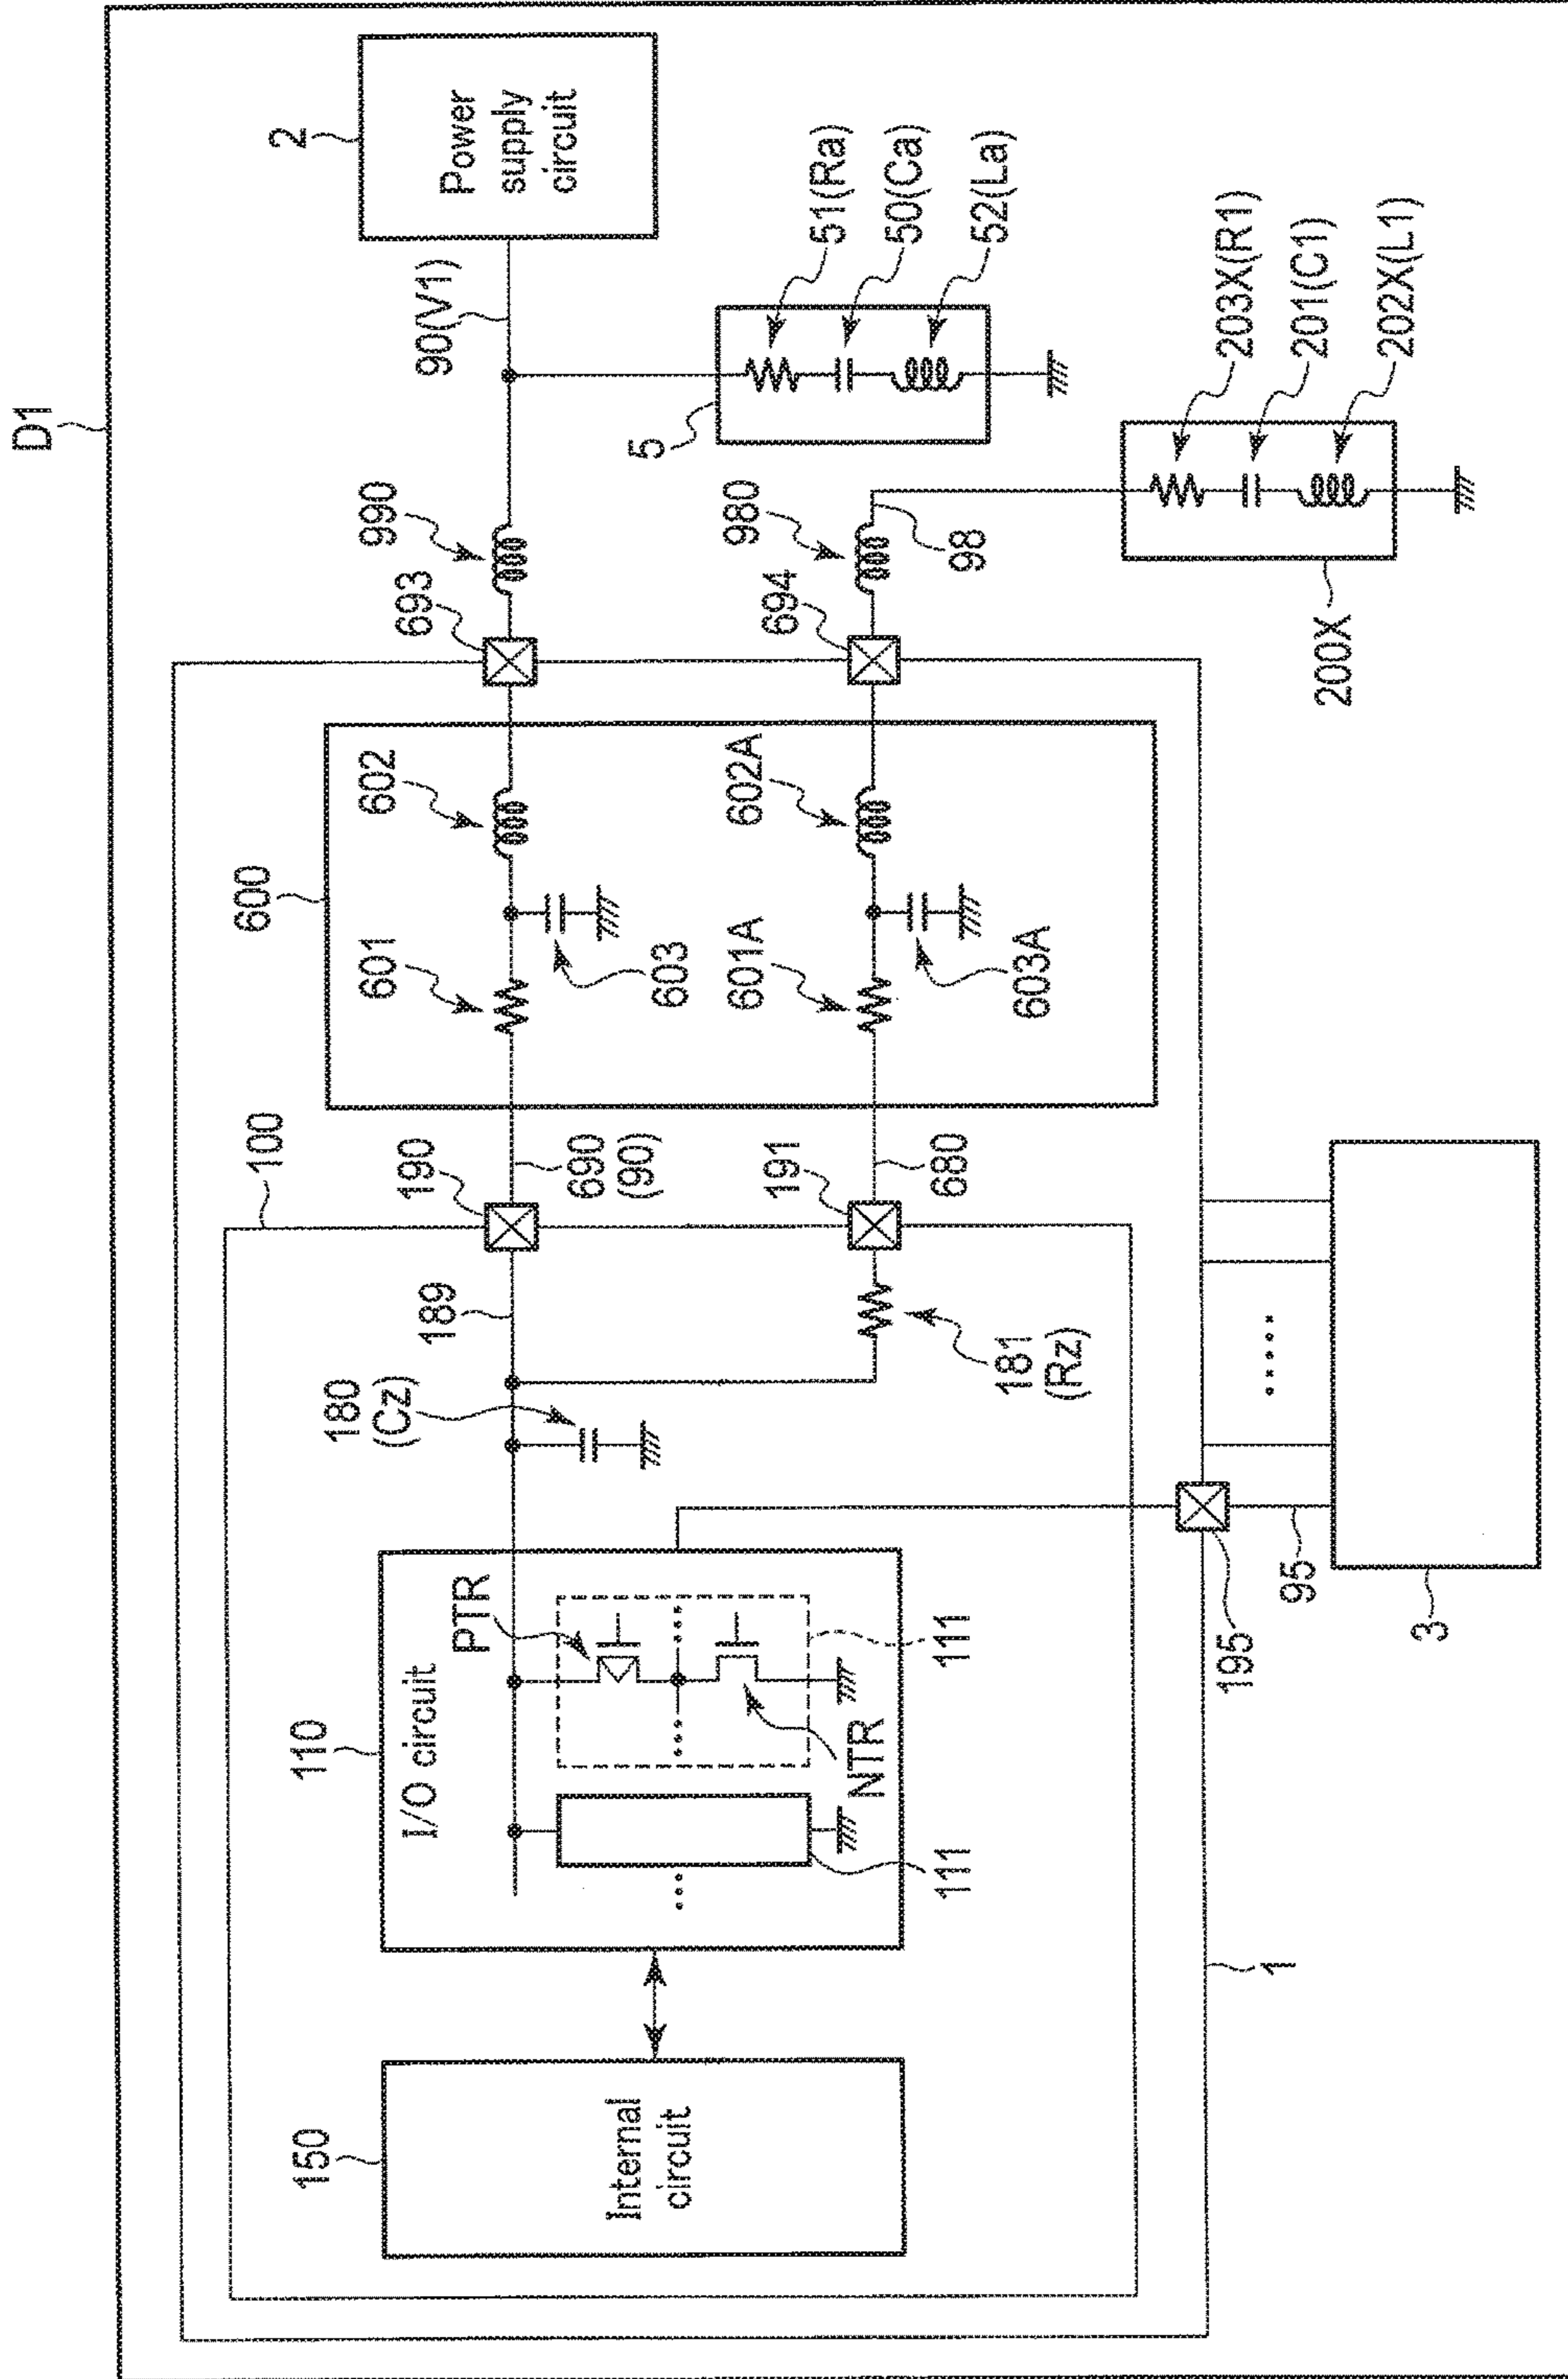 D1
2
Power
supply
circuit
90(V1)
51(Ra)
50(Ca)
52(La)
5
203X(R1)
201(C1)
202X(L1)
200X
990
980
98
693
694
600
602
602A
601
603
601A
603A
100
190
690
(90)
191
680
189
180
(Cz)
181
(Rz)
110
I/O circuit
PTR
NTR
111
111
195
95
3
1
150
Internal
circuit